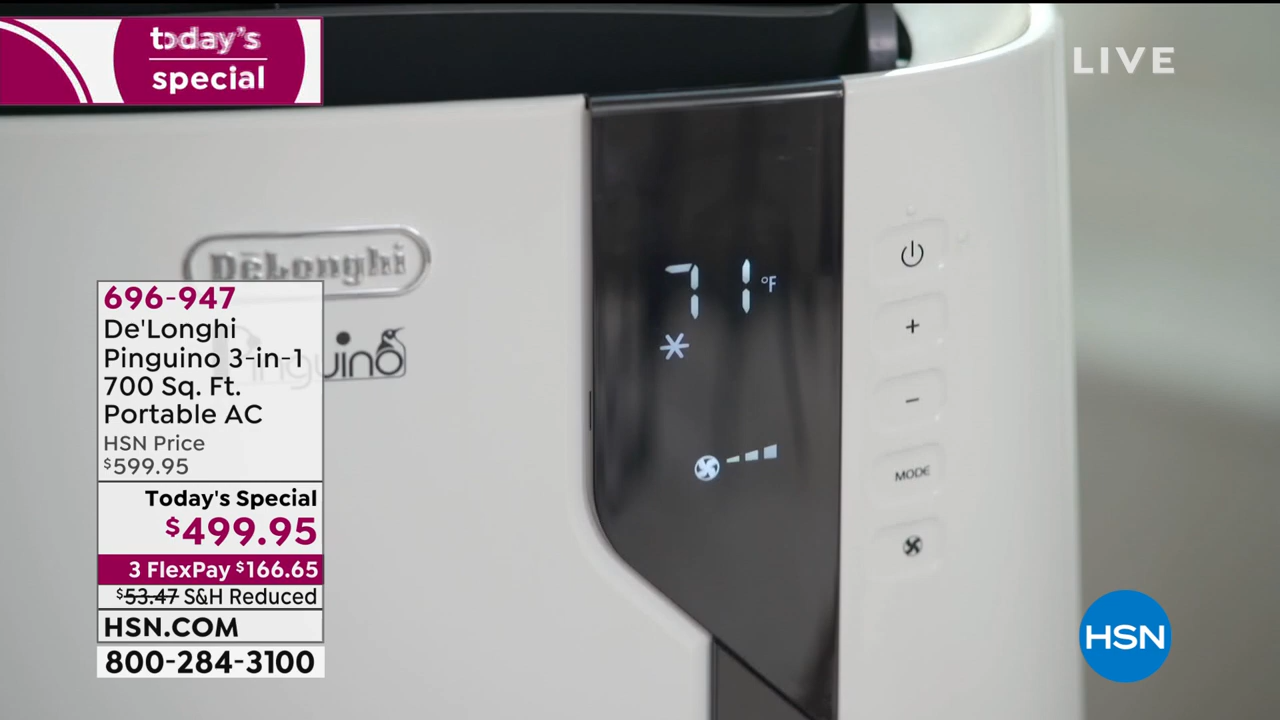 today's
special
LIVE
DeLonghi
Pinguino
71 °F
MODE
696-947
De'Longhi
Pinguino 3-in-1
700 Sq. Ft.
Portable AC
HSN Price
$599.95
Today's Special
$499.95
3 FlexPay $166.65
$53.47 S&H Reduced
HSN.COM
800-284-3100
HSN